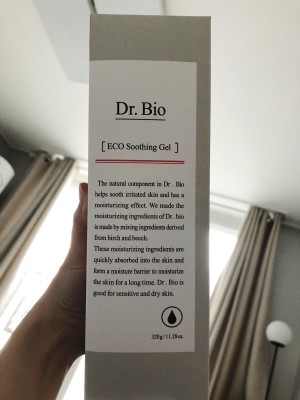 Dr. Bio
[ ECO Soothing Gel ]
The natural component in Dr . Bio
helps sooth irritated skin and has a
moisturizing effect. We made the
moisturizing ingredients of Dr . bio
is made by mixing ingredients derived
from birch and beech.
These moisturizing ingredients are
quickly absorbed into the skin and
form a moisture barrier to moisturize
the skin for a long time. Dr . Bio is
good for sensitive and dry skin.
320g / 11.28oz.